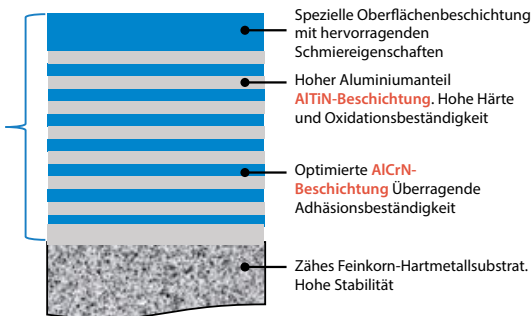 Spezielle Oberflächenbeschichtung
mit hervorragenden
Schmiereigenschaften
Hoher Aluminiumanteil
AlTiN-Beschichtung. Hohe Härte
und Oxidationsbeständigkeit
Optimierte AlCrN-
Beschichtung Überragende
Adhäsionsbeständigkeit
Zähes Feinkorn-Hartmetallsubstrat.
Hohe Stabilität